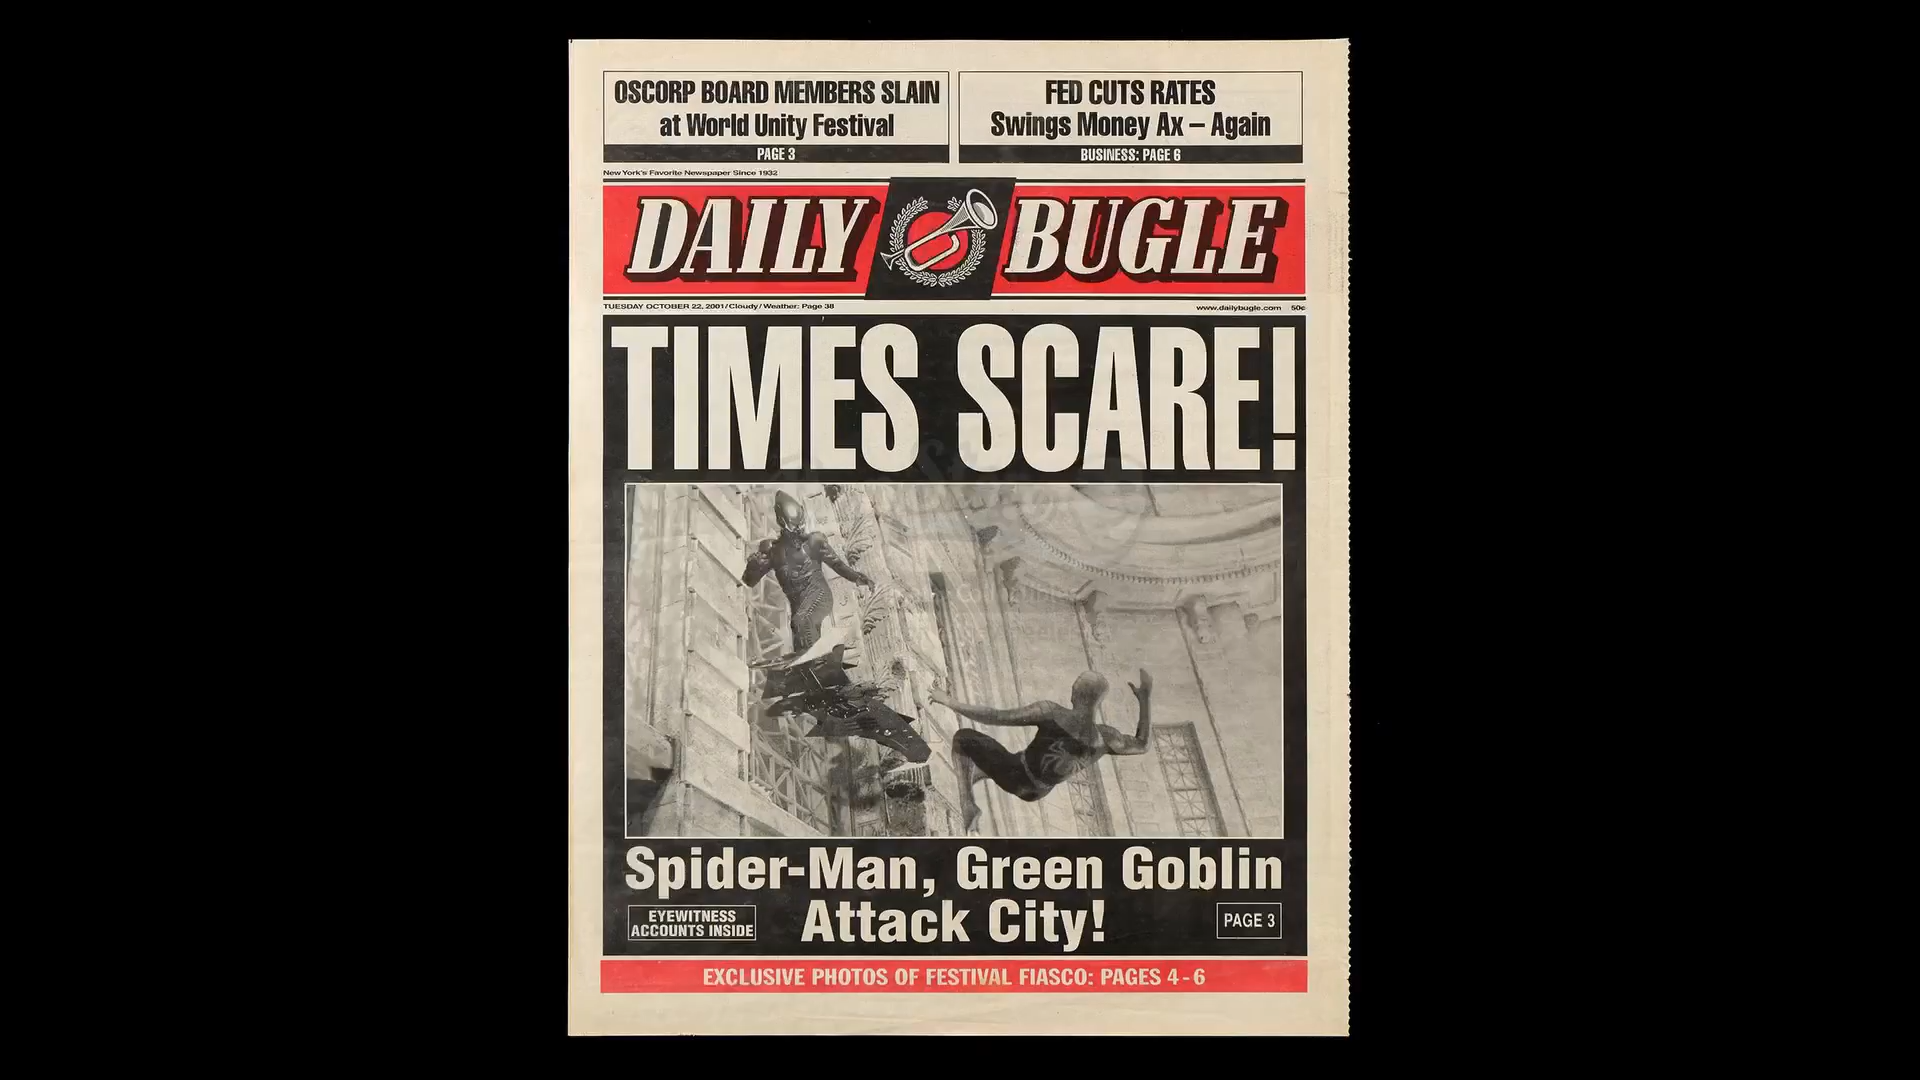 OSCORP BOARD MEMBERS SLAIN
at World Unity Festival
PAGE 3
FED CUTS RATES
Swings Money Ax – Again
BUSINESS: PAGE 6
New York's Favorite Newspaper Since 1932
DAILY BUGLE
TUESDAY OCTOBER 22, 2001/Cloudy/Weather: Page 38
www.dailybugle.com 50¢
TIMES SCARE!
Spider-Man, Green Goblin
Attack City!
EYEWITNESS
ACCOUNTS INSIDE
PAGE 3
EXCLUSIVE PHOTOS OF FESTIVAL FIASCO: PAGES 4-6